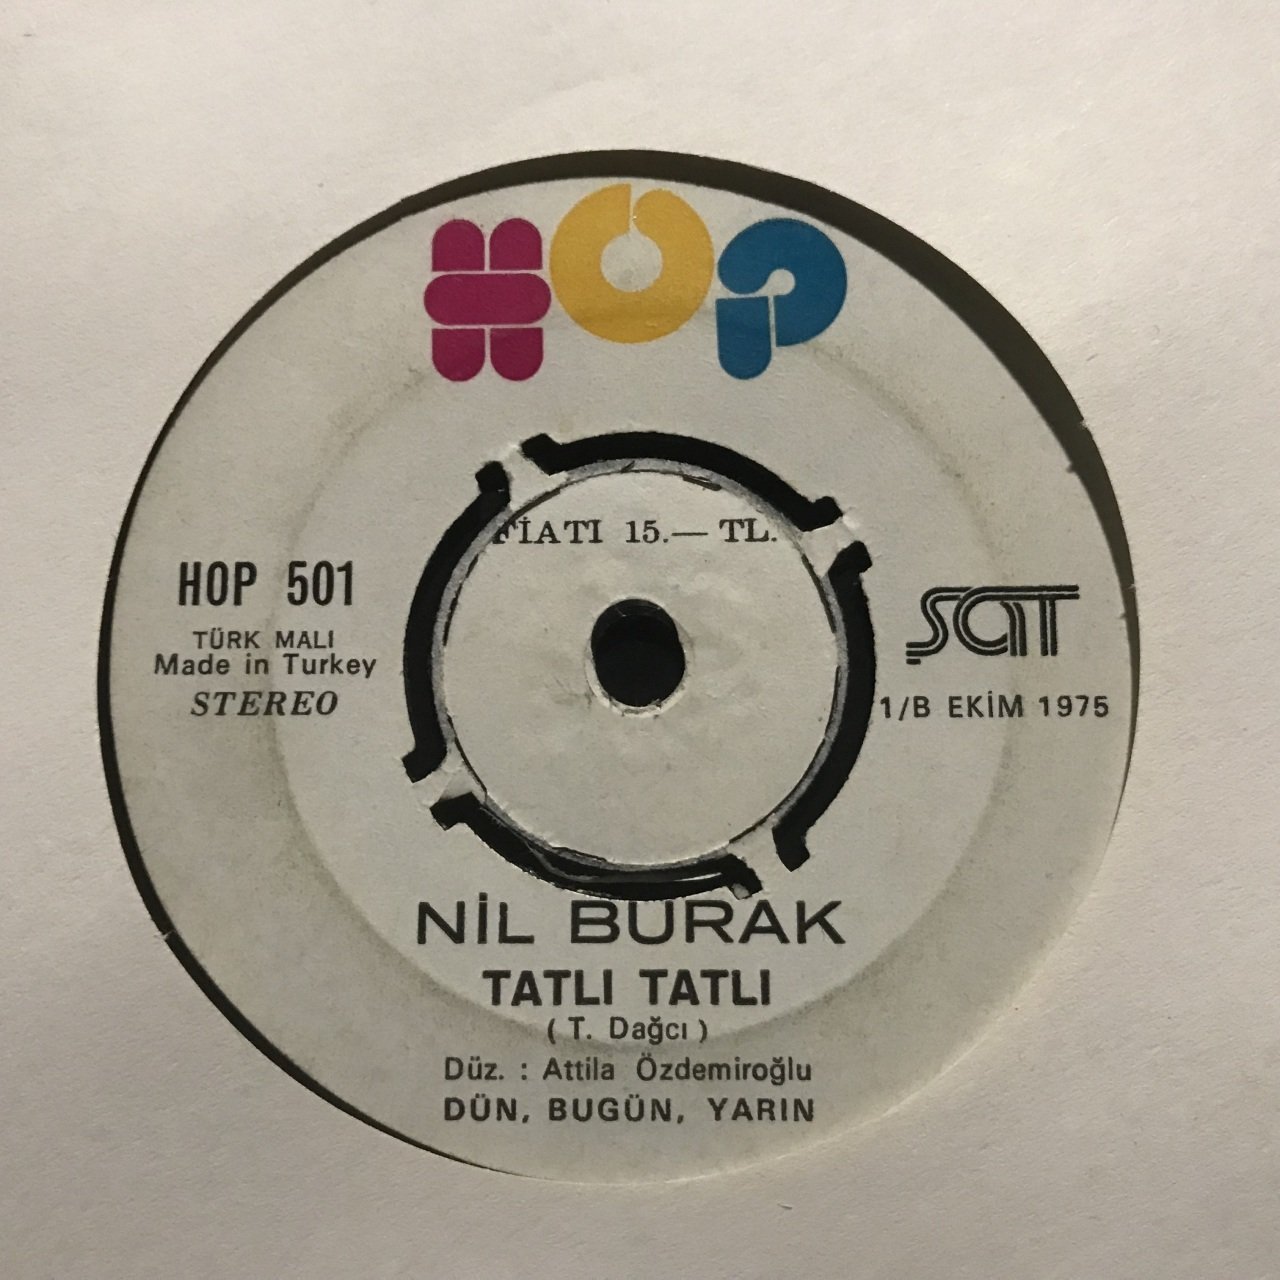 HOP
FİATI 15.— TL.
HOP 501
TÜRK MALI
Made in Turkey
STEREO
ŞAT
1/B EKİM 1975
NİL BURAK
TATLI TATLI
( T. Dağcı )
Düz. : Attila Özdemiroğlu
DÜN, BUGÜN, YARIN